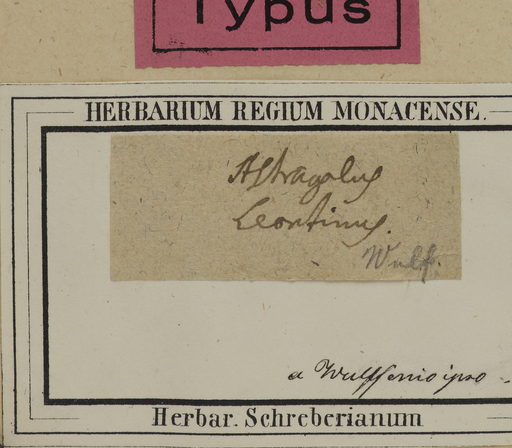 Typus
HERBARIUM REGIUM MONACENSE.
Astragalus
Leontinus.
Wulf.
a Wulffenio ipso
Herbar. Schreberianum